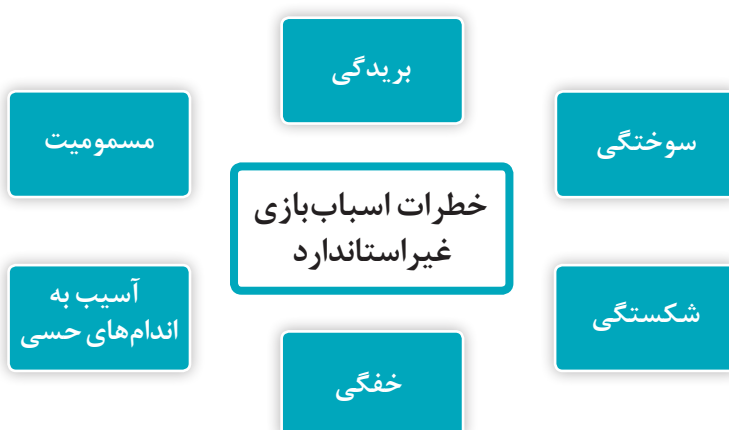 بریدگی
سوختگی
مسمومیت
خطرات اسباب‌بازی
غیراستاندارد
شکستگی
آسیب به
اندام‌های حسی
خفگی